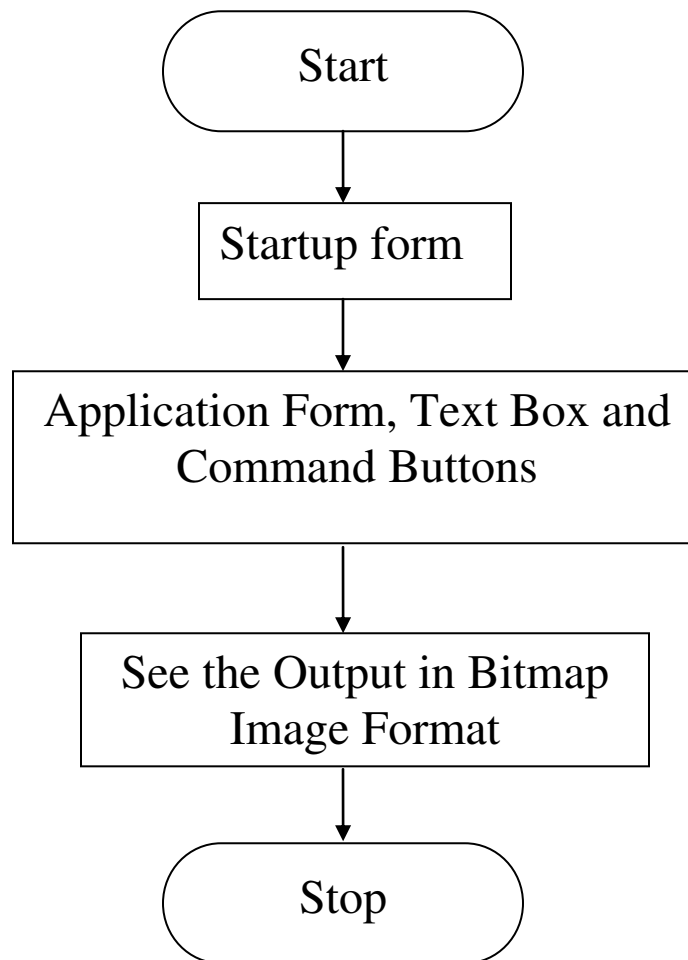 Start
Startup form
Application Form, Text Box and
Command Buttons
See the Output in Bitmap
Image Format
Stop